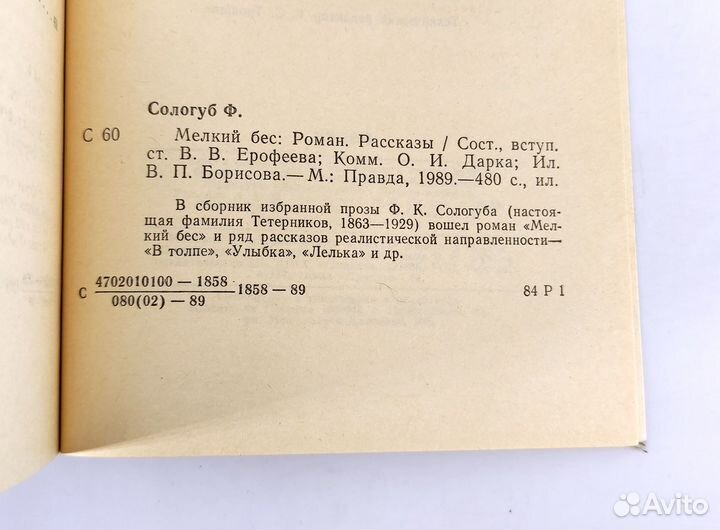 Сологуб Ф.
С 60 Мелкий бес: Роман. Рассказы / Сост., вступ.
ст. В. В. Ерофеева; Комм. О. И. Дарка; Ил.
В. П. Борисова.— М.: Правда, 1989.—480 с., ил.
В сборник избранной прозы Ф. К. Сологуба (настоя-
щая фамилия Тетерников, 1863—1929) вошел роман «Мел-
кий бес» и ряд рассказов реалистической направленности—
«В толпе», «Улыбка», «Лелька» и др.
4702010100 — 1858
С 1858 — 89 84 Р 1
080(02) — 89
Avito